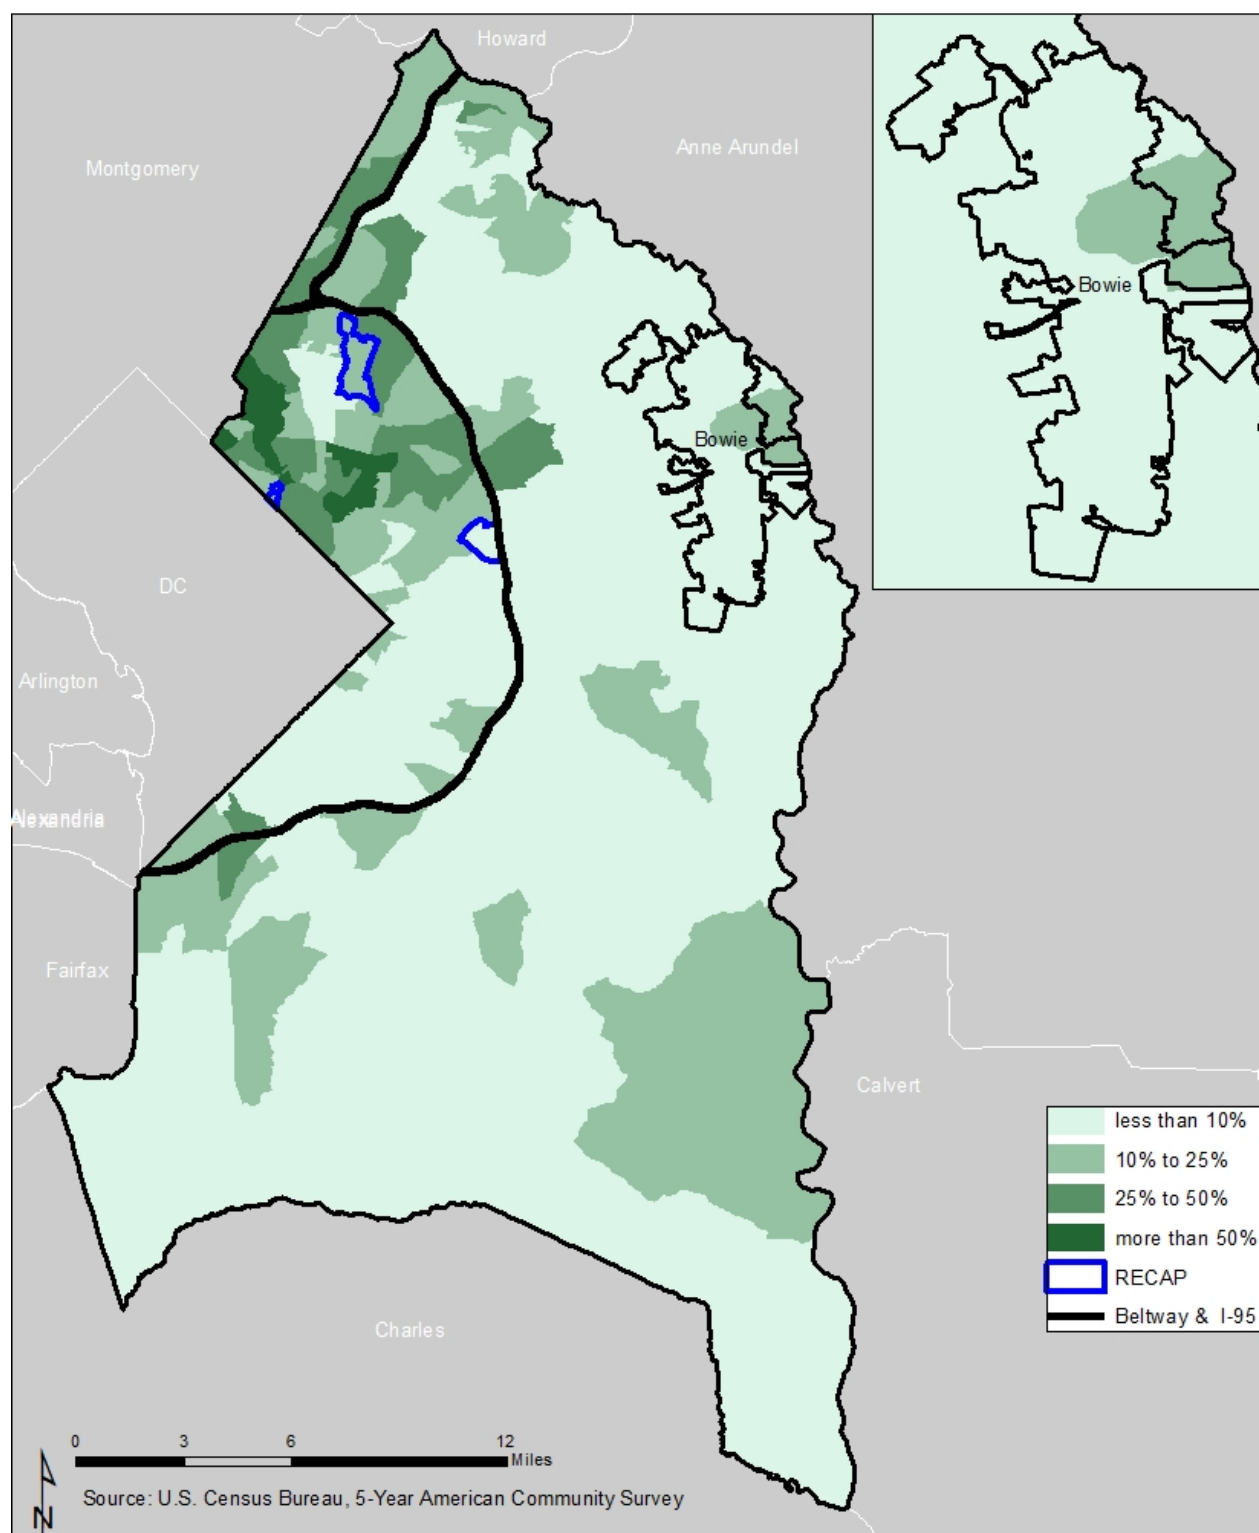 Howard
Montgomery
Anne Arundel
Bowie
Bowie
DC
Arlington
Alexandria
Alexandria
Fairfax
Calvert
Charles
less than 10%
10% to 25%
25% to 50%
more than 50%
RECAP
Beltway & I-95
0 3 6 12
Miles
N
Source: U.S. Census Bureau, 5-Year American Community Survey